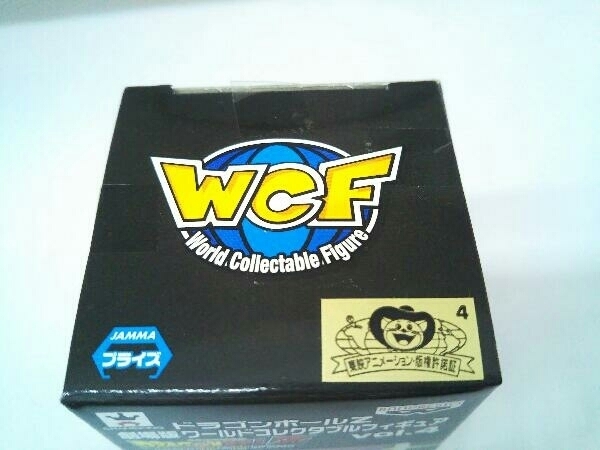 WCF
World Collectable Figure
JAMMA
プライズ
4
東映アニメーション・版権許諾証
ドラゴンボールZ
劇場版 ワールドコレクタブルフィギュア
vol.4